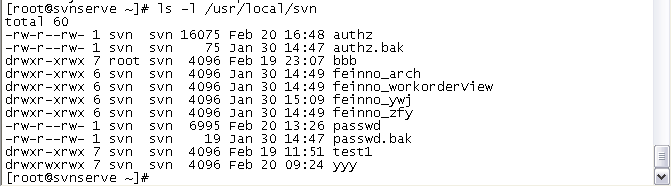 [root@svnserve ~]# ls -l /usr/local/svn
total 60
-rw-r--rw- 1 svn  svn 16075 Feb 20 16:48 authz
-rw-r--rw- 1 svn  svn    75 Jan 30 14:47 authz.bak
drwxr-xrwx 7 root svn  4096 Feb 19 23:07 bbb
drwxr-xrwx 6 svn  svn  4096 Jan 30 14:49 feinno_arch
drwxr-xrwx 6 svn  svn  4096 Jan 30 14:49 feinno_workorderview
drwxr-xrwx 6 svn  svn  4096 Jan 30 15:09 feinno_ywj
drwxr-xrwx 6 svn  svn  4096 Jan 30 14:49 feinno_zfy
-rw-r--rw- 1 svn  svn  6995 Feb 20 13:26 passwd
-rw-r--rw- 1 svn  svn    19 Jan 30 14:47 passwd.bak
drwxr-xrwx 7 svn  svn  4096 Feb 19 11:51 test1
drwxrwxrwx 7 svn  svn  4096 Feb 20 09:24 yyy
[root@svnserve ~]#